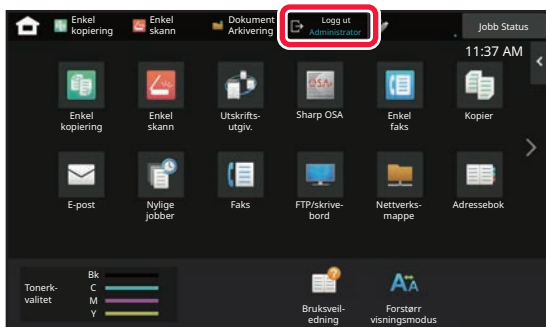 Enkel
kopiering
Enkel
skann
Dokument
Arkivering
Logg ut
Administrator
Jobb Status
11:37 AM
Enkel
kopiering
Enkel
skann
Utskrifts-
utgiv.
OSA
Sharp OSA
Enkel
faks
Kopier
E-post
Nylige
jobber
Faks
FTP/skrive-
bord
Nettverks-
mappe
Adressebok
Tonerk-
valitet
Bk
C
M
Y
Bruksveil-
edning
Forstørr
visningsmodus